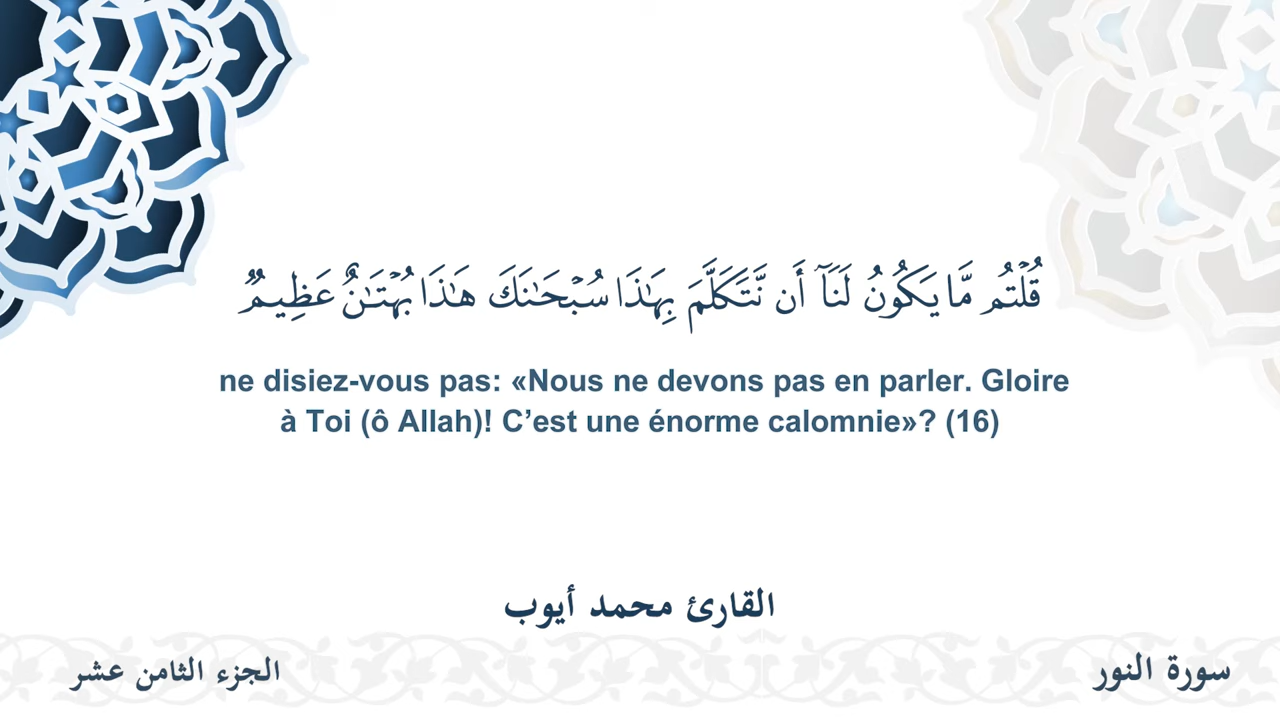 قُلْتُم مَّا يَكُونُ لَنَآ أَن نَّتَكَلَّمَ بِهَٰذَا سُبْحَٰنَكَ هَٰذَا بُهْتَٰنٌ عَظِيمٌ
ne disiez-vous pas: «Nous ne devons pas en parler. Gloire
à Toi (ô Allah)! C’est une énorme calomnie»? (16)
القارئ محمد أيوب
سورة النور
الجزء الثامن عشر